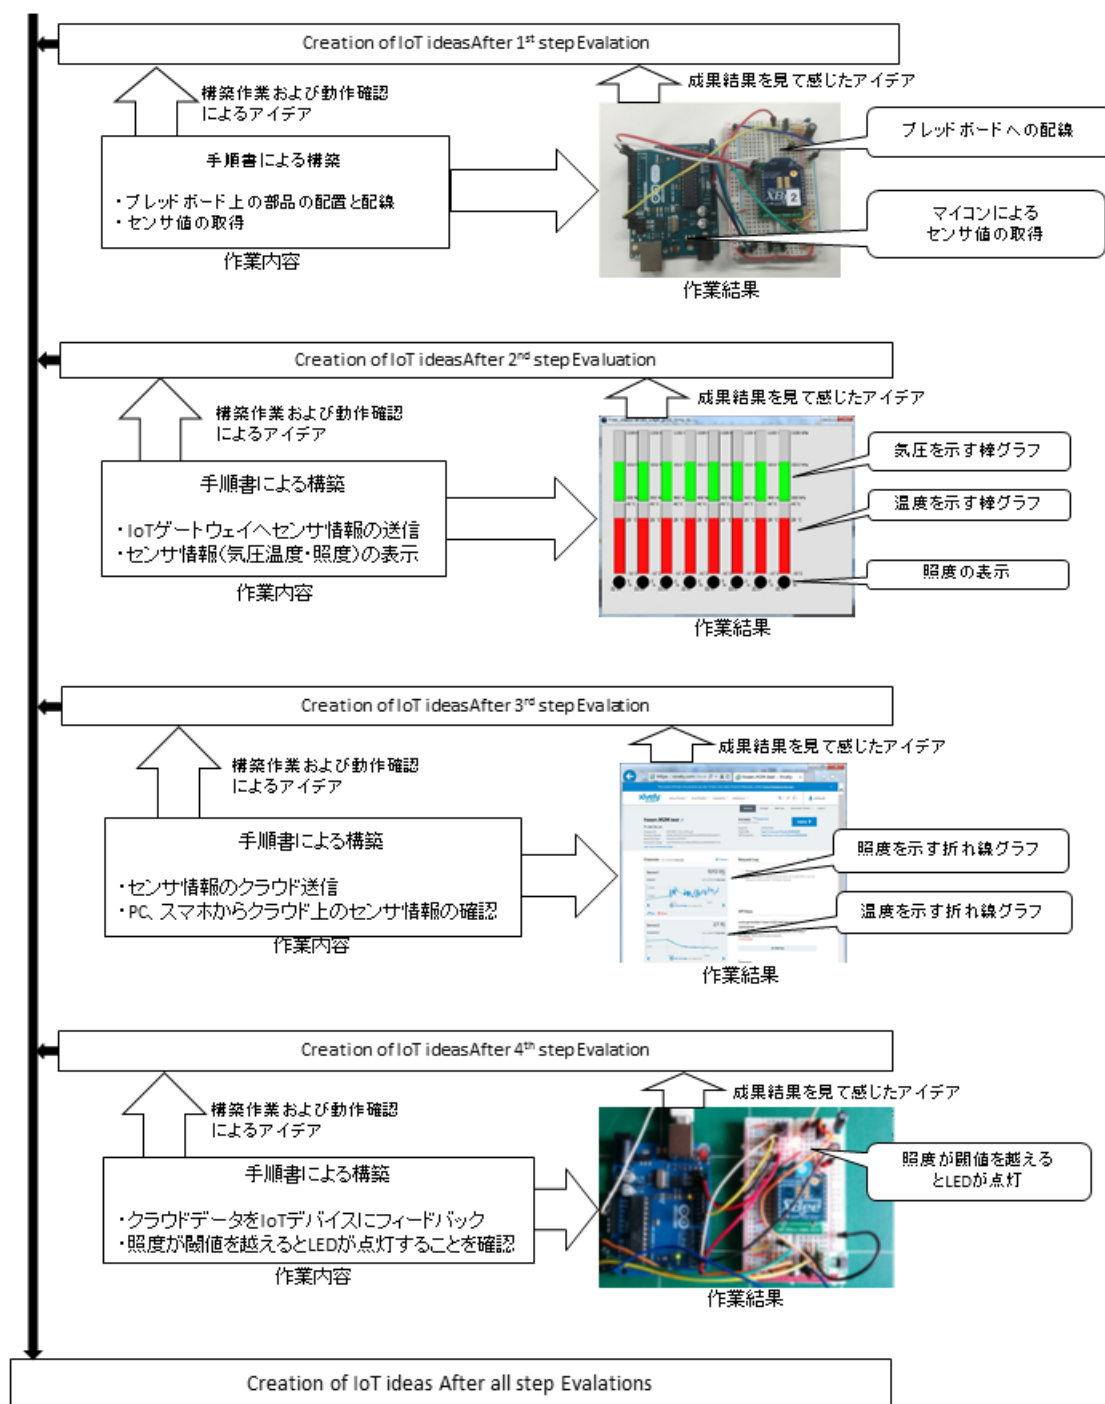 Creation of IoT ideasAfter 1st stepEvalation
構築作業および動作確認
によるアイデア
成果結果を見て感じたアイデア
手順書による構築
・ブレッドボード上の部品の配置と配線
・センサ値の取得
作業内容
ブレッドボードへの配線
マイコンによる
センサ値の取得
作業結果
Creation of IoT ideasAfter 2nd stepEvaluation
構築作業および動作確認
によるアイデア
成果結果を見て感じたアイデア
手順書による構築
・IoTゲートウェイへセンサ情報の送信
・センサ情報(気圧温度・照度)の表示
作業内容
気圧を示す棒グラフ
温度を示す棒グラフ
照度の表示
作業結果
Creation of IoT ideasAfter 3rd stepEvalation
構築作業および動作確認
によるアイデア
成果結果を見て感じたアイデア
手順書による構築
・センサ情報のクラウド送信
・PC、スマホからクラウド上のセンサ情報の確認
作業内容
xively
照度を示す折れ線グラフ
温度を示す折れ線グラフ
作業結果
Creation of IoT ideasAfter 4th stepEvalation
構築作業および動作確認
によるアイデア
成果結果を見て感じたアイデア
手順書による構築
・クラウドデータをIoTデバイスにフィードバック
・照度が閾値を越えるとLEDが点灯することを確認
作業内容
照度が閾値を越える
とLEDが点灯
作業結果
Creation of IoT ideas After all step Evalations